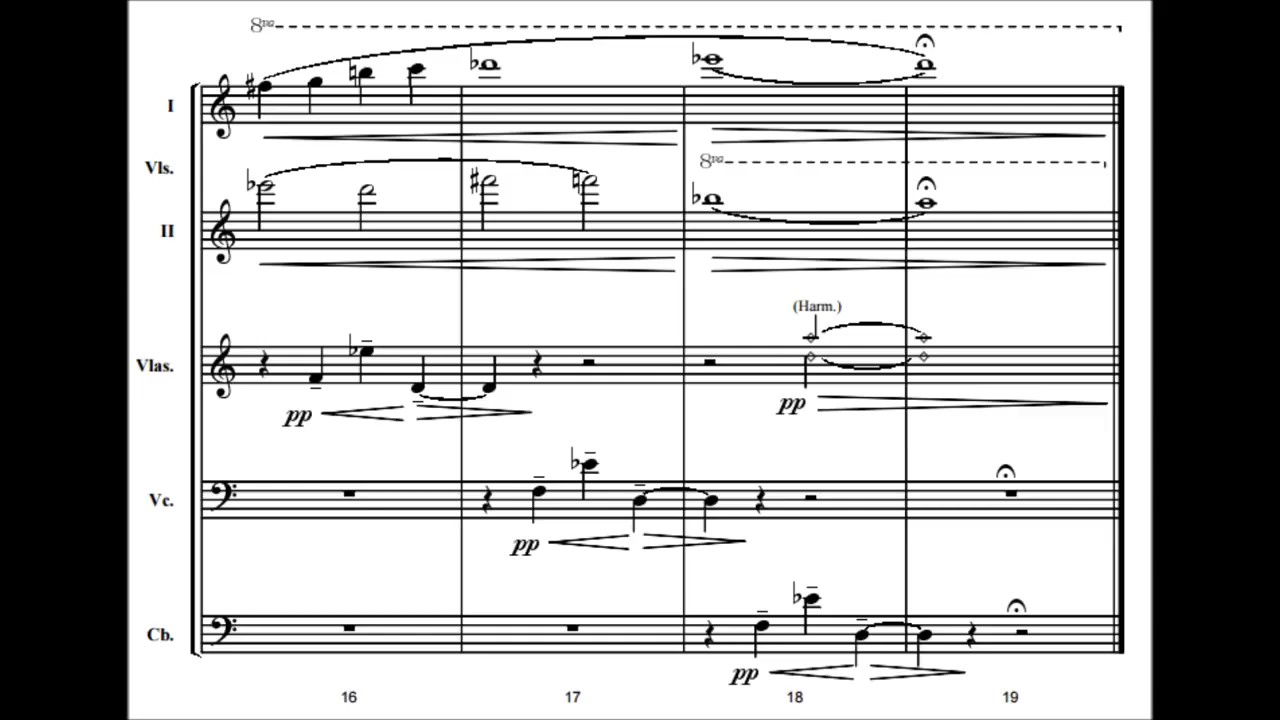 8va
I
Vls.
8va
II
(Harm.)
Vlas.
pp
pp
Vc.
pp
Cb.
pp
16 17 18 19